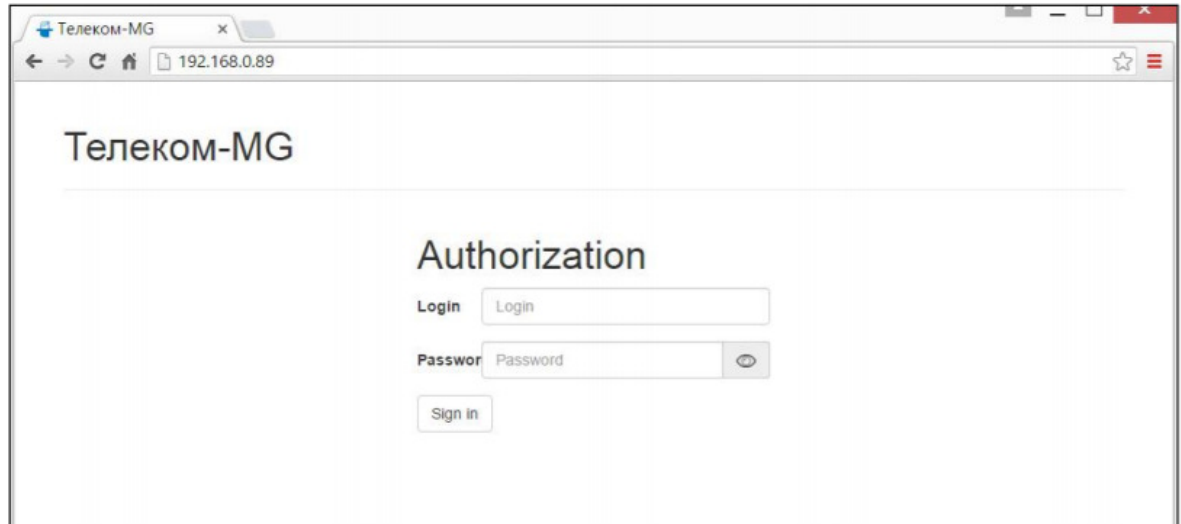 Телеком-MG
192.168.0.89
Телеком-MG
Authorization
Login Login
Passwor Password
Sign in